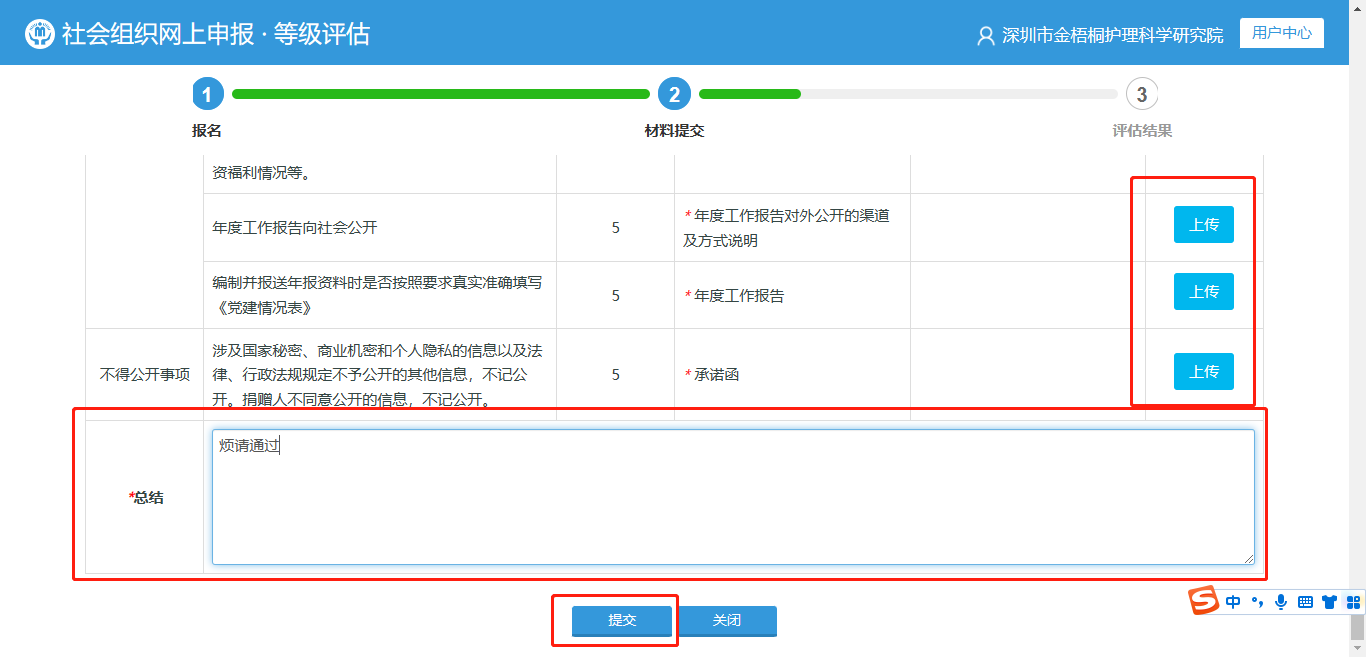 社会组织网上申报 · 等级评估
深圳市金梧桐护理科学研究院
用户中心
1
2
3
报名
材料提交
评估结果
资福利情况等。
年度工作报告向社会公开
5
*年度工作报告对外公开的渠道
及方式说明
上传
编制并报送年报资料时是否按照要求真实准确填写
《党建情况表》
5
*年度工作报告
上传
不得公开事项
涉及国家秘密、商业机密和个人隐私的信息以及法
律、行政法规规定不予公开的其他信息，不记公
开。捐赠人不同意公开的信息，不记公开。
5
*承诺函
上传
*总结
烦请通过
提交
关闭
S
中